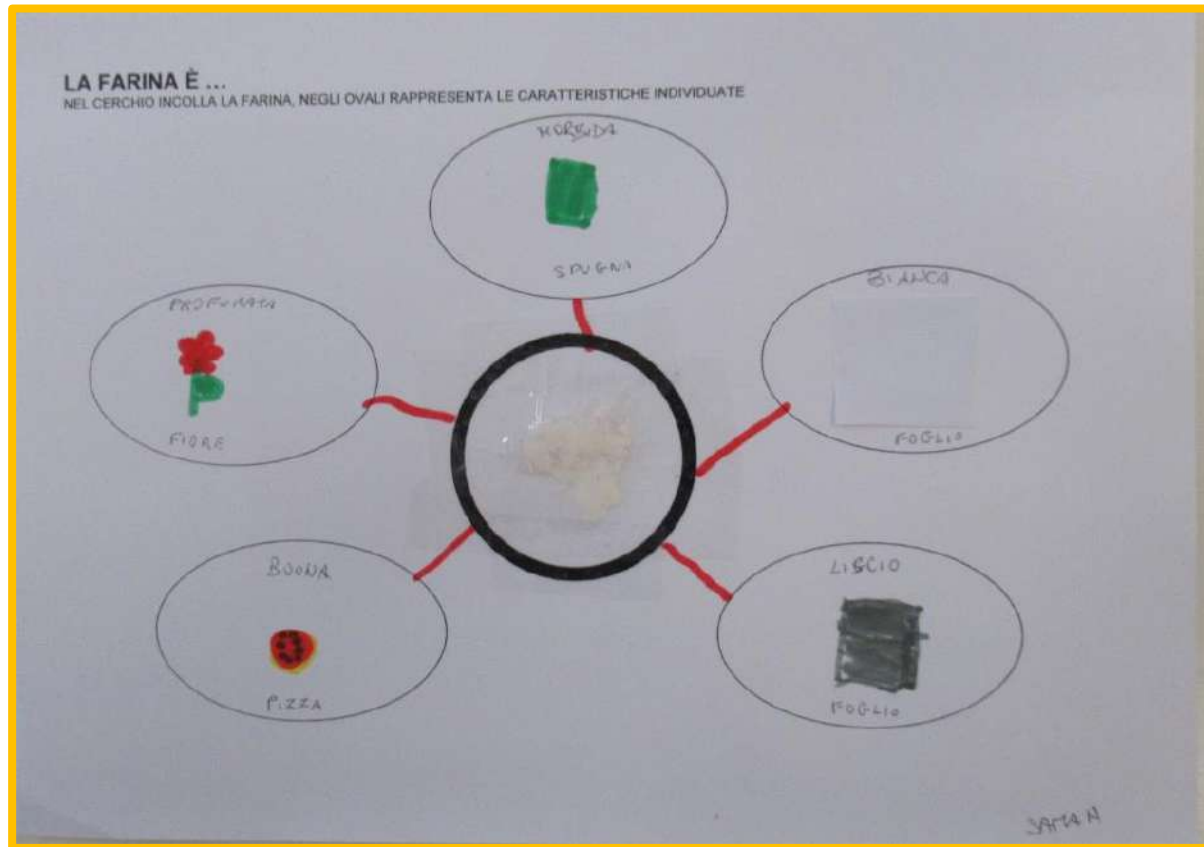 LA FARINA È ...
NEL CERCHIO INCOLLA LA FARINA, NEGLI OVALI RAPPRESENTA LE CARATTERISTICHE INDIVIDUATE
MORBIDA
SPUGNA
PROFUMATA
FIORE
BIANCA
FOGLIO
BUONA
PIZZA
LISCIO
FOGLIO
SAMAN